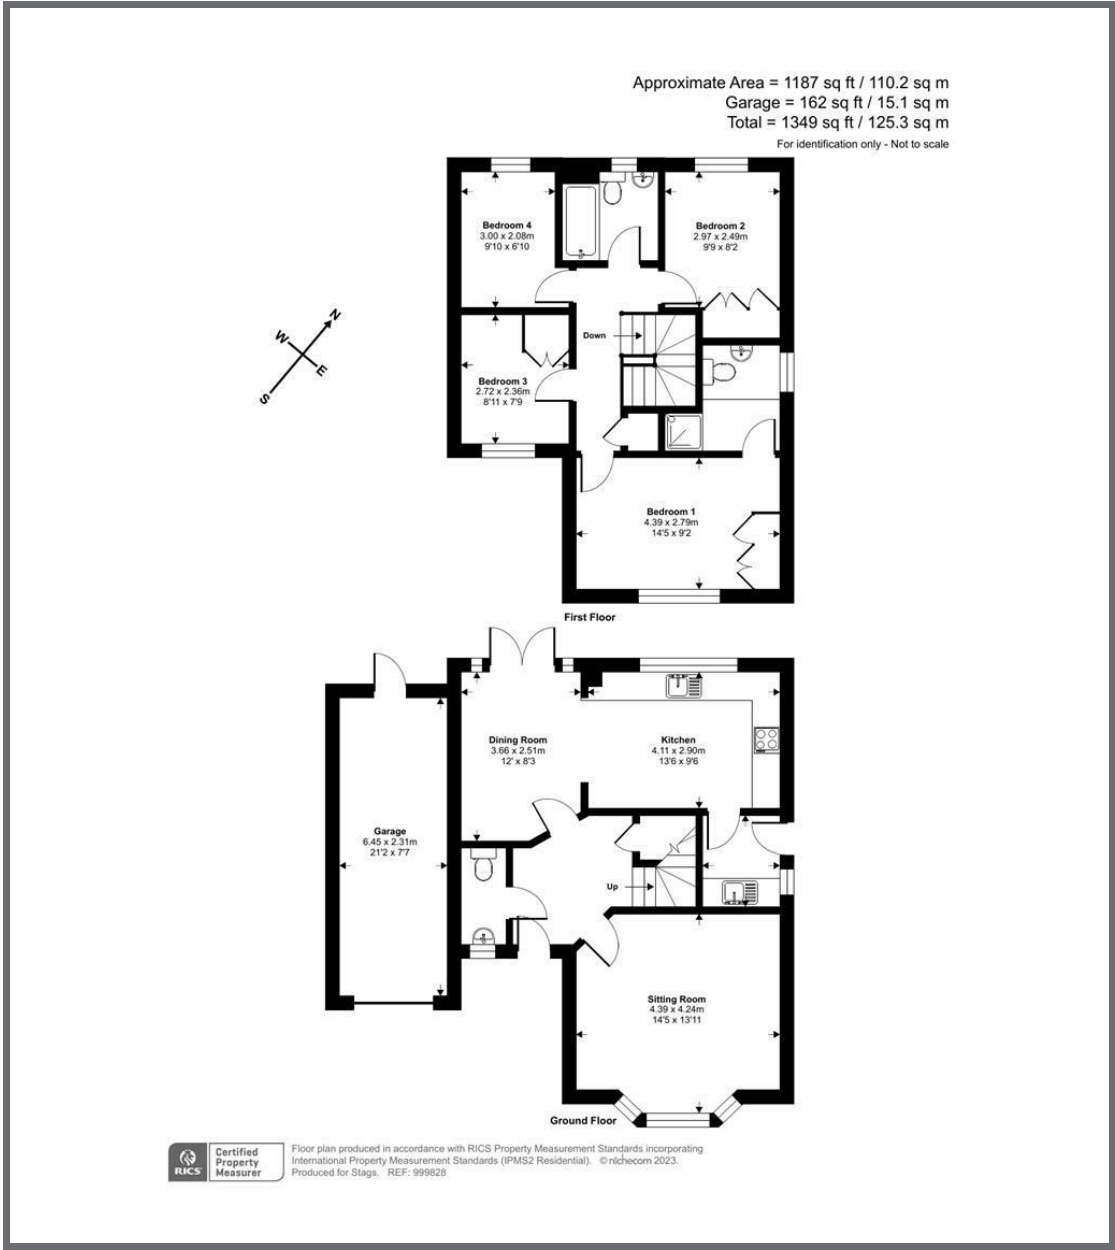 Approximate Area = 1187 sq ft / 110.2 sq m
Garage = 162 sq ft / 15.1 sq m
Total = 1349 sq ft / 125.3 sq m
For identification only - Not to scale
Bedroom 4
3.00 x 2.08m
9'10 x 6'10
Bedroom 2
2.97 x 2.49m
9'9 x 8'2
N
W
E
S
Down
Bedroom 3
2.72 x 2.36m
8'11 x 7'9
Bedroom 1
4.39 x 2.79m
14'5 x 9'2
First Floor
Dining Room
3.66 x 2.51m
12' x 8'3
Kitchen
4.11 x 2.90m
13'6 x 9'6
Garage
6.45 x 2.31m
21'2 x 7'7
Up
Sitting Room
4.39 x 4.24m
14'5 x 13'11
Ground Floor
RICS
Certified
Property
Measurer
Floor plan produced in accordance with RICS Property Measurement Standards incorporating
International Property Measurement Standards (IPMS2 Residential). © nlchecom 2023.
Produced for Stags. REF: 999828